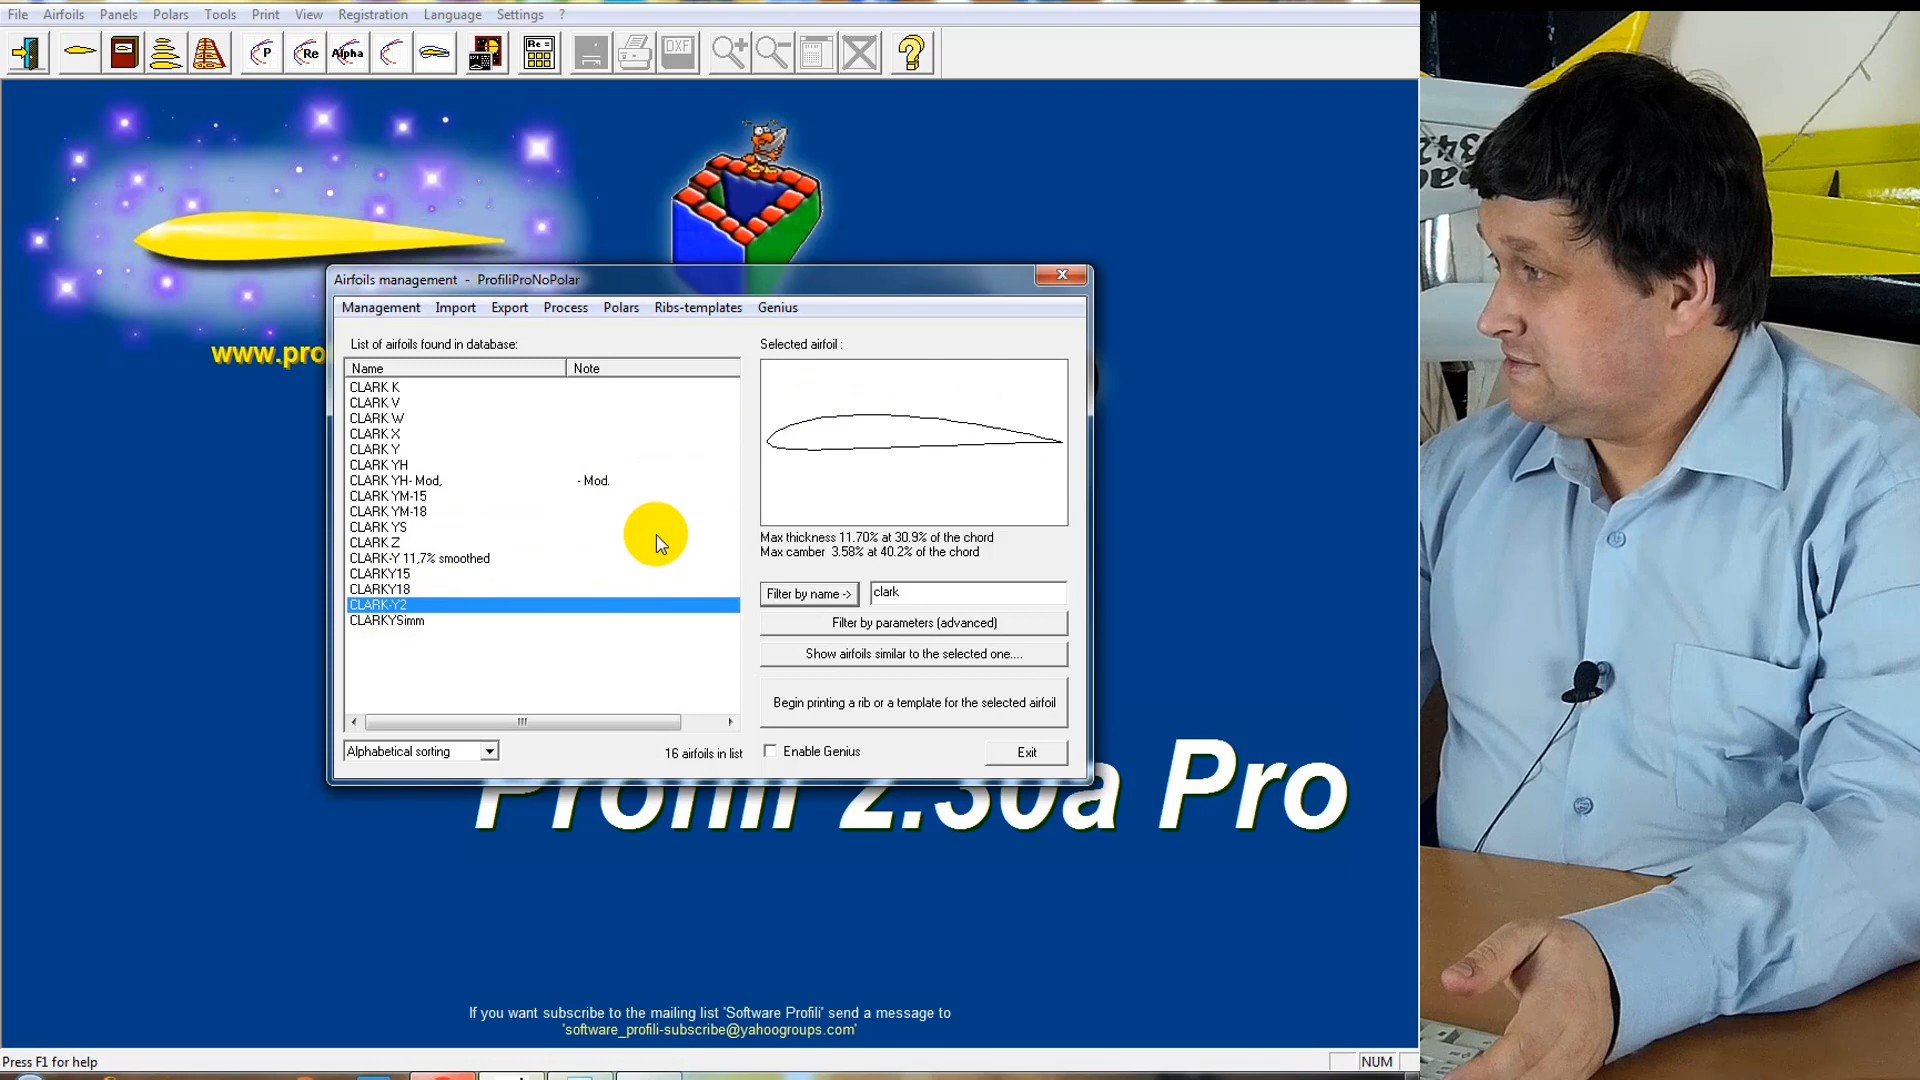 File Airfoils Panels Polars Tools Print View Registration Language Settings ?
P Re Alpha Re = DXF
www.pro
Airfoils management - ProfiliProNoPolar
Management Import Export Process Polars Ribs-templates Genius
List of airfoils found in database:
Name Note
CLARK K
CLARK V
CLARK W
CLARK X
CLARK Y
CLARK YH
CLARK YH- Mod, - Mod.
CLARK YM-15
CLARK YM-18
CLARK YS
CLARK Z
CLARK-Y 11,7% smoothed
CLARKY15
CLARKY18
CLARK-Y2
CLARKYSimm
Alphabetical sorting
16 airfoils in list
Selected airfoil :
Max thickness 11.70% at 30.9% of the chord
Max camber 3.58% at 40.2% of the chord
Filter by name -> clark
Filter by parameters (advanced)
Show airfoils similar to the selected one....
Begin printing a rib or a template for the selected airfoil
Enable Genius
Exit
Profili 2.30a Pro
If you want subscribe to the mailing list 'Software Profili' send a message to
'software_profili-subscribe@yahoogroups.com'
Press F1 for help
NUM